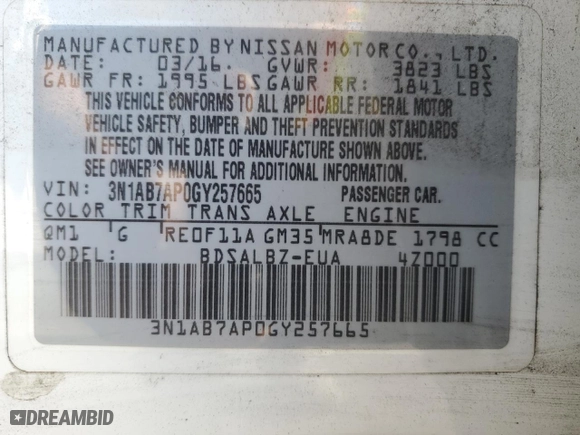 MANUFACTURED BY NISSAN MOTOR CO., LTD.
DATE: 03/16. GVWR: 3823 LBS
GAWR FR: 1995 LBS GAWR RR: 1841 LBS
THIS VEHICLE CONFORMS TO ALL APPLICABLE FEDERAL MOTOR
VEHICLE SAFETY, BUMPER AND THEFT PREVENTION STANDARDS
IN EFFECT ON THE DATE OF MANUFACTURE SHOWN ABOVE.
SEE OWNER'S MANUAL FOR ADDITIONAL INFORMATION.
VIN: 3N1AB7AP0GY257665 PASSENGER CAR.
COLOR TRIM TRANS AXLE ENGINE
QM1 G RE0F11A GM35 MRA8DE 1798 CC
BDSALBZ-EUA 4Z000
3N1AB7AP0GY257665
DREAMBID